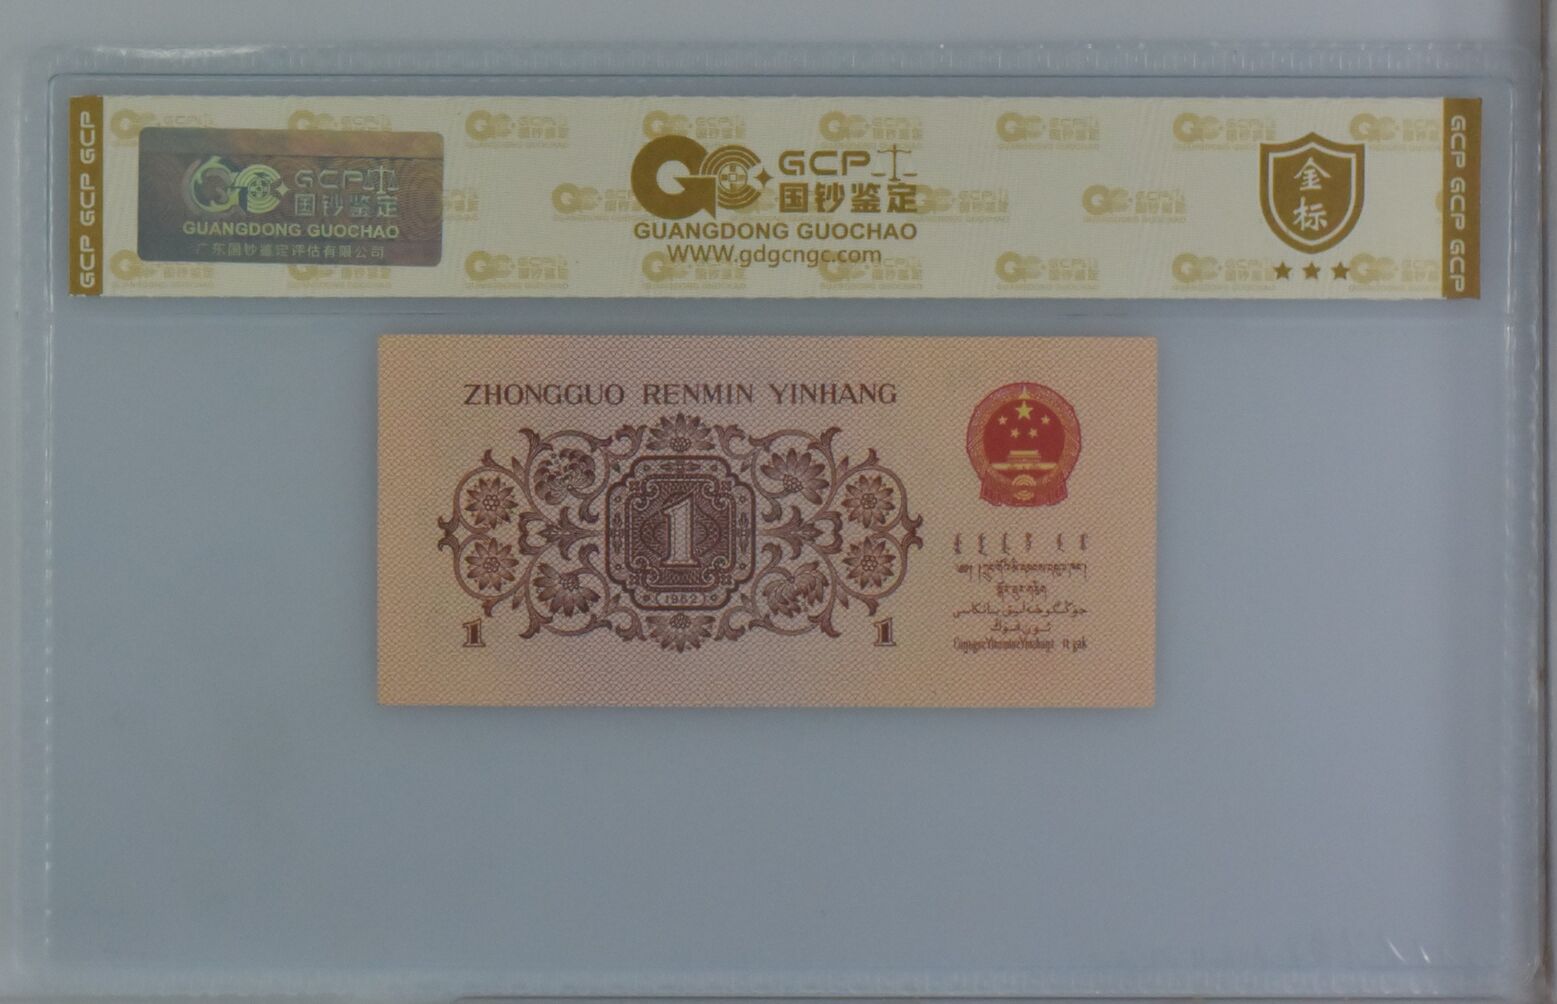 GCP GCP GCP
GCP
国钞鉴定
GUANGDONG GUOCHAO
广东国钞鉴定评估有限公司
GCP
国钞鉴定
GUANGDONG GUOCHAO
WWW.gdgcngc.com
金标
GCP GCP GCP
ZHONGGUO RENMIN YINHANG
1
1962
1
1